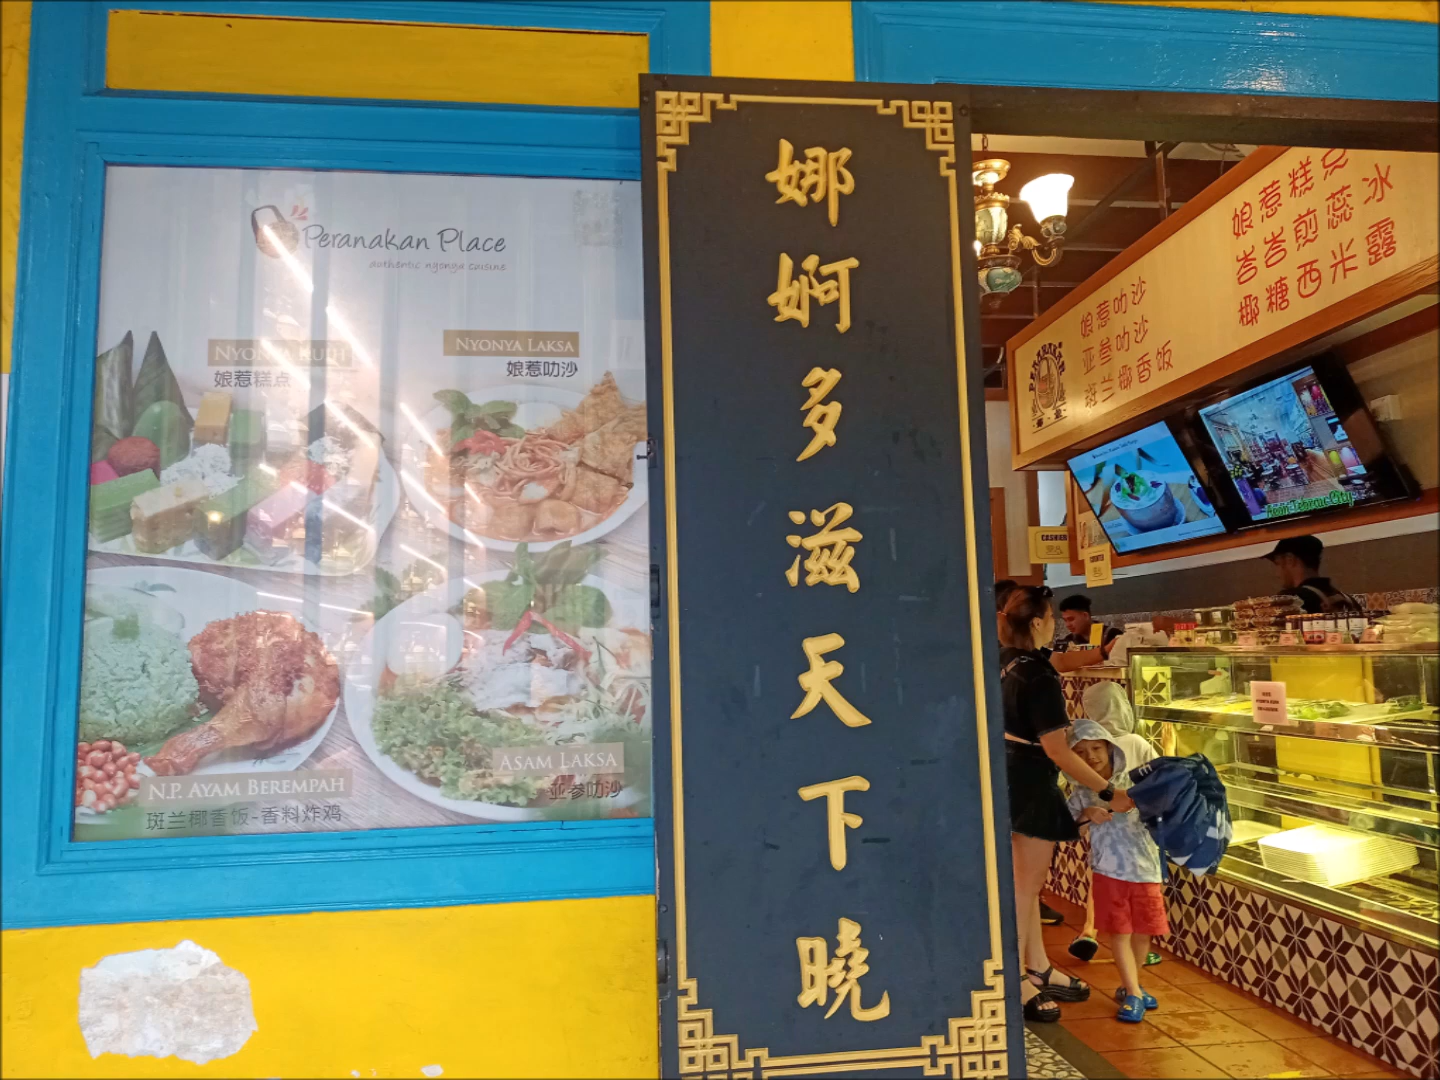 Peranakan Place
authentic nyonya cuisine
NYONYA KUIH
娘惹糕点
NYONYA LAKSA
娘惹叻沙
N.P. AYAM BEREMPAH
斑兰椰香饭-香料炸鸡
ASAM LAKSA
亚参叻沙
娜婀多滋天下曉
PERANAKAN
娘惹叻沙
亚参叻沙
斑兰椰香饭
娘惹糕点
峇峇煎蕊冰
椰糖西米露
CASHIER